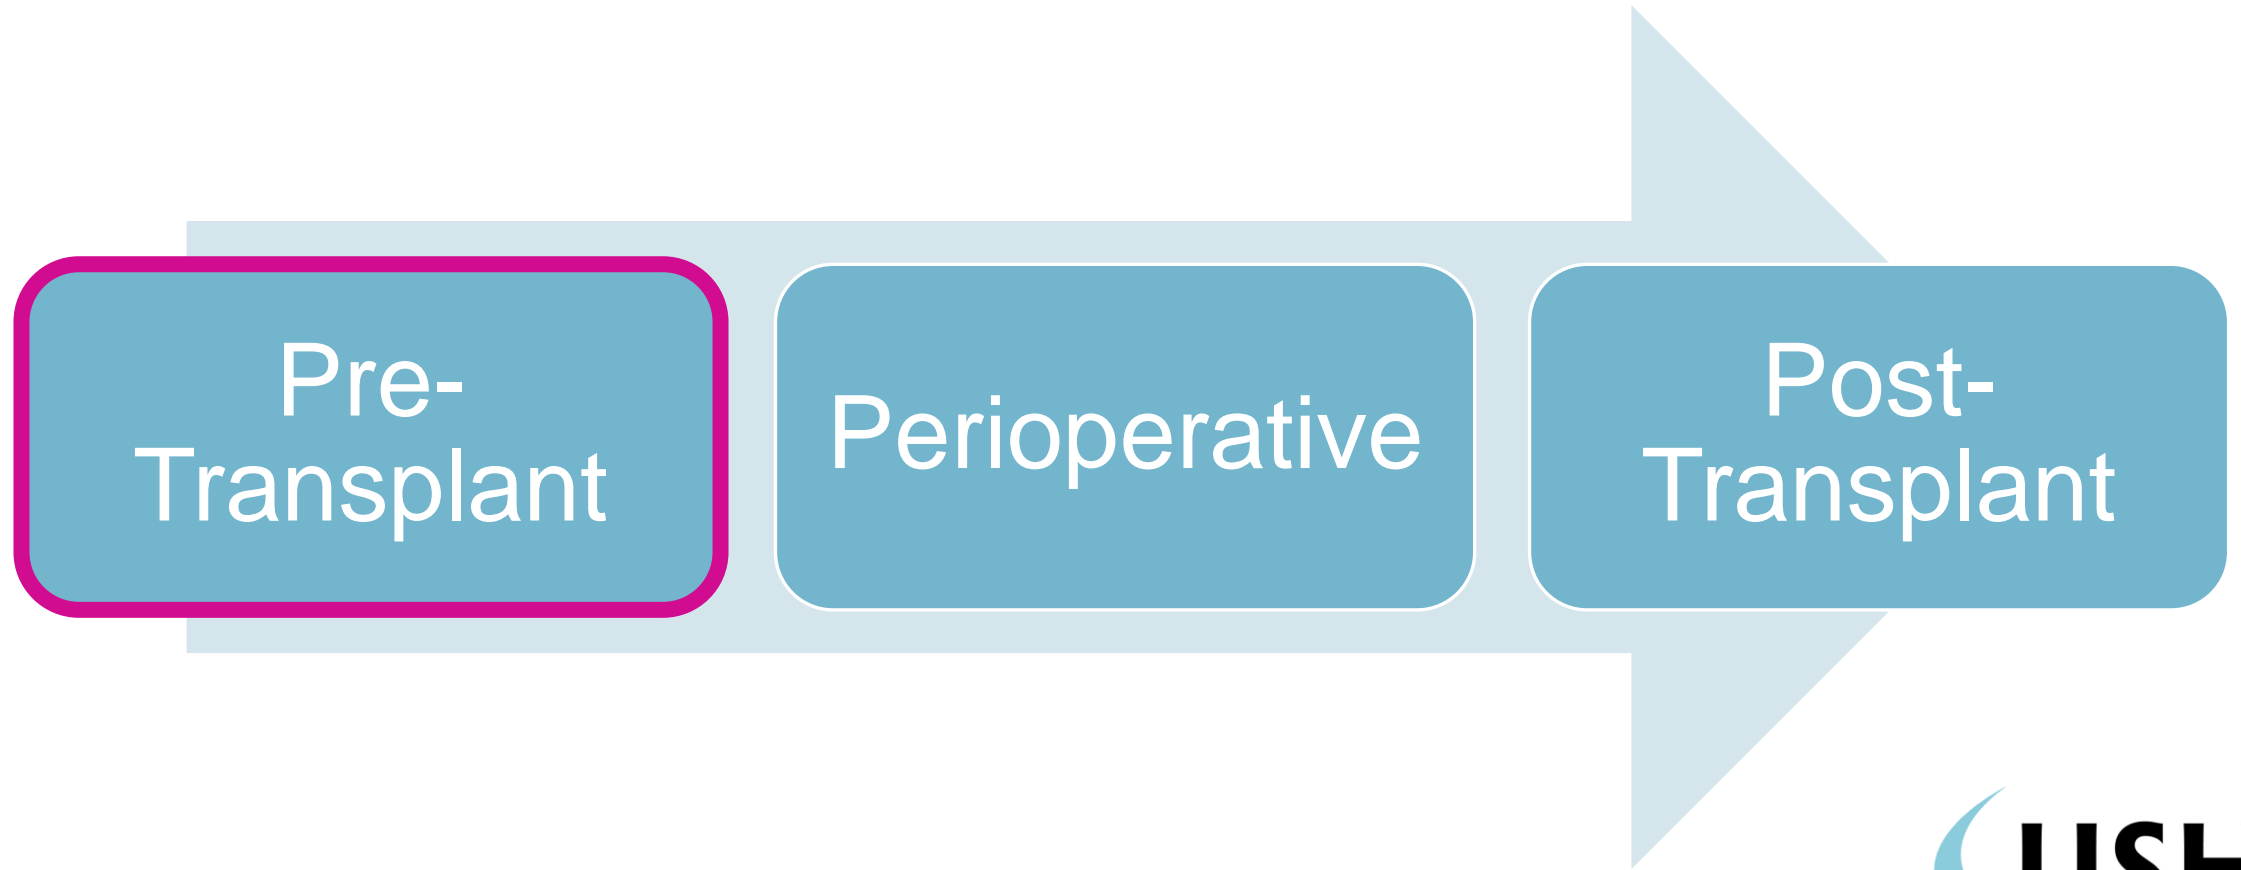 Pre-
Transplant
Perioperative
Post-
Transplant